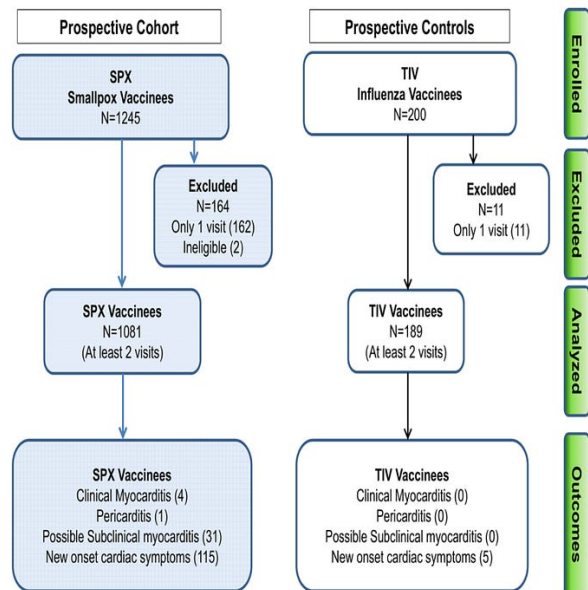 Prospective Cohort
Prospective Controls
Enrolled
SPX
Smallpox Vaccinees
N=1245
TIV
Influenza Vaccinees
N=200
Excluded
Excluded
N=164
Only 1 visit (162)
Ineligible (2)
Excluded
N=11
Only 1 visit (11)
Analyzed
SPX Vaccinees
N=1081
(At least 2 visits)
TIV Vaccinees
N=189
(At least 2 visits)
Outcomes
SPX Vaccinees
Clinical Myocarditis (4)
Pericarditis (1)
Possible Subclinical myocarditis (31)
New onset cardiac symptoms (115)
TIV Vaccinees
Clinical Myocarditis (0)
Pericarditis (0)
Possible Subclinical myocarditis (0)
New onset cardiac symptoms (5)